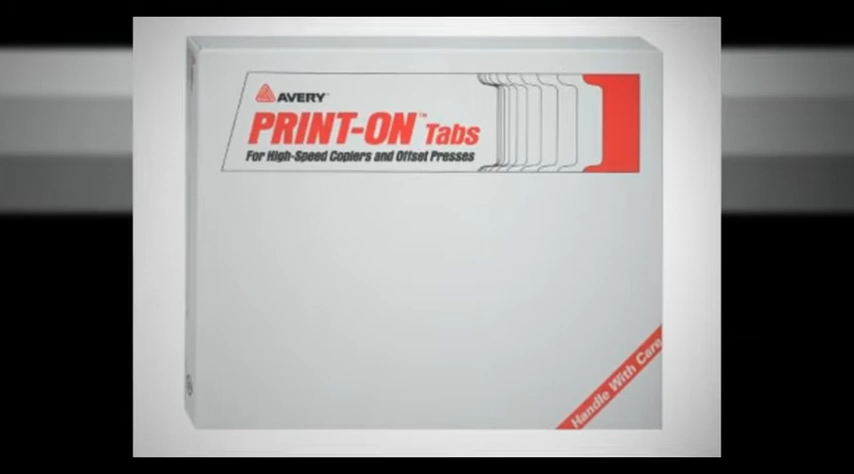 AVERY
PRINT-ON™ Tabs
For High-Speed Copiers and Offset Presses
Handle With Care